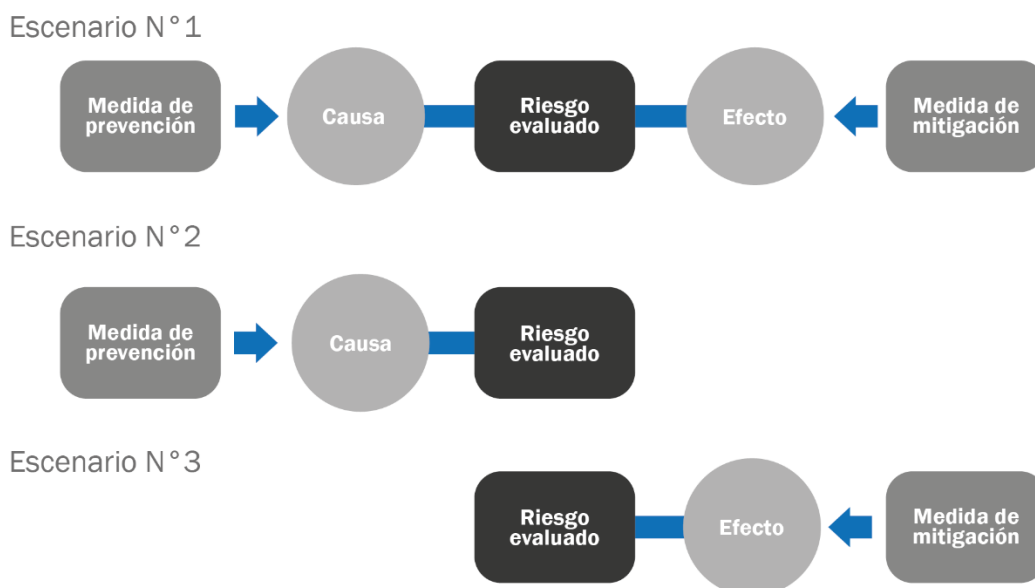 Escenario N°1
Medida de
prevención
Causa
Riesgo
evaluado
Efecto
Medida de
mitigación
Escenario N°2
Medida de
prevención
Causa
Riesgo
evaluado
Escenario N°3
Riesgo
evaluado
Efecto
Medida de
mitigación